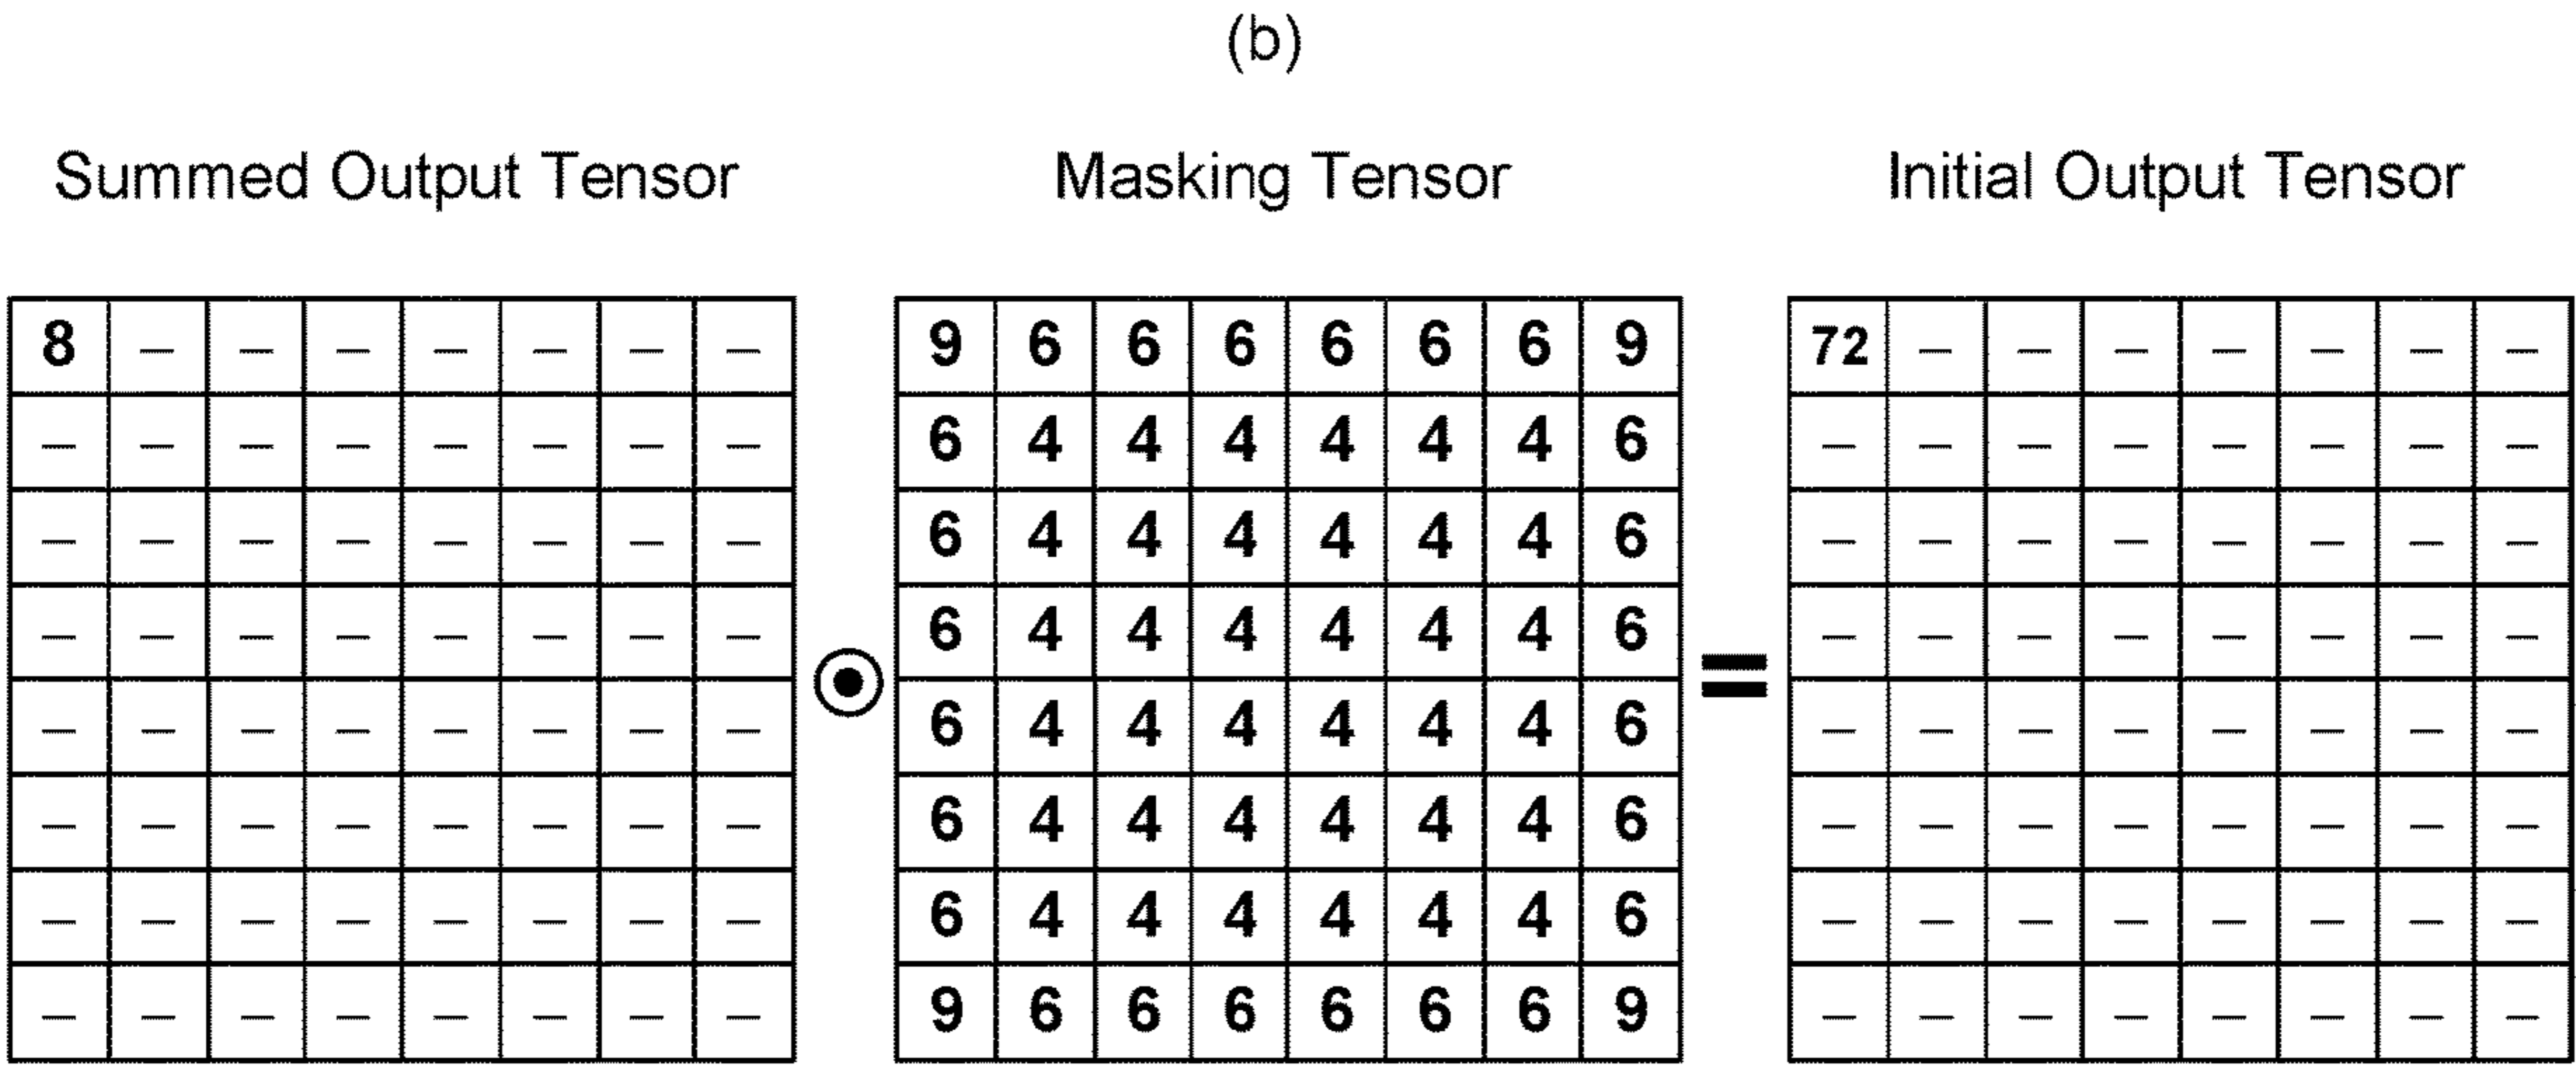 (b)
Summed Output Tensor Masking Tensor Initial Output Tensor
8 — — — — — — — 9 6 6 6 6 6 6 9 72 — — — — — — —
— — — — — — — — 6 4 4 4 4 4 4 6 — — — — — — — —
— — — — — — — — 6 4 4 4 4 4 4 6 — — — — — — — —
— — — — — — — — 6 4 4 4 4 4 4 6 — — — — — — — —
⊙ =
— — — — — — — — 6 4 4 4 4 4 4 6 — — — — — — — —
— — — — — — — — 6 4 4 4 4 4 4 6 — — — — — — — —
— — — — — — — — 6 4 4 4 4 4 4 6 — — — — — — — —
— — — — — — — — 9 6 6 6 6 6 6 9 — — — — — — — —